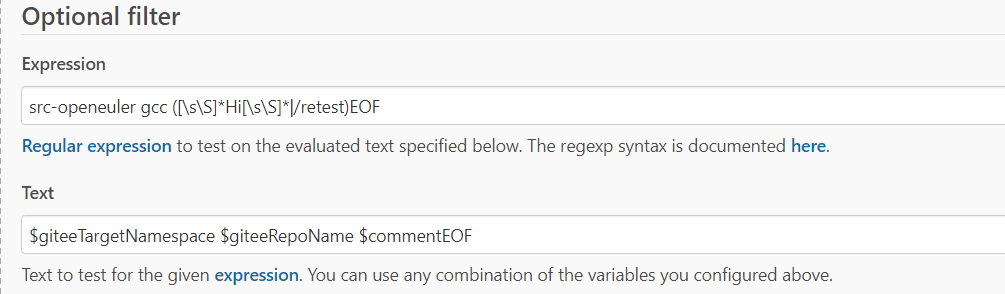 Optional filter
Expression
src-openeuler gcc ([\s\S]*Hi[\s\S]*|/retest)EOF
Regular expression to test on the evaluated text specified below. The regexp syntax is documented here.
Text
$giteeTargetNamespace $giteeRepoName $commentEOF
Text to test for the given expression. You can use any combination of the variables you configured above.